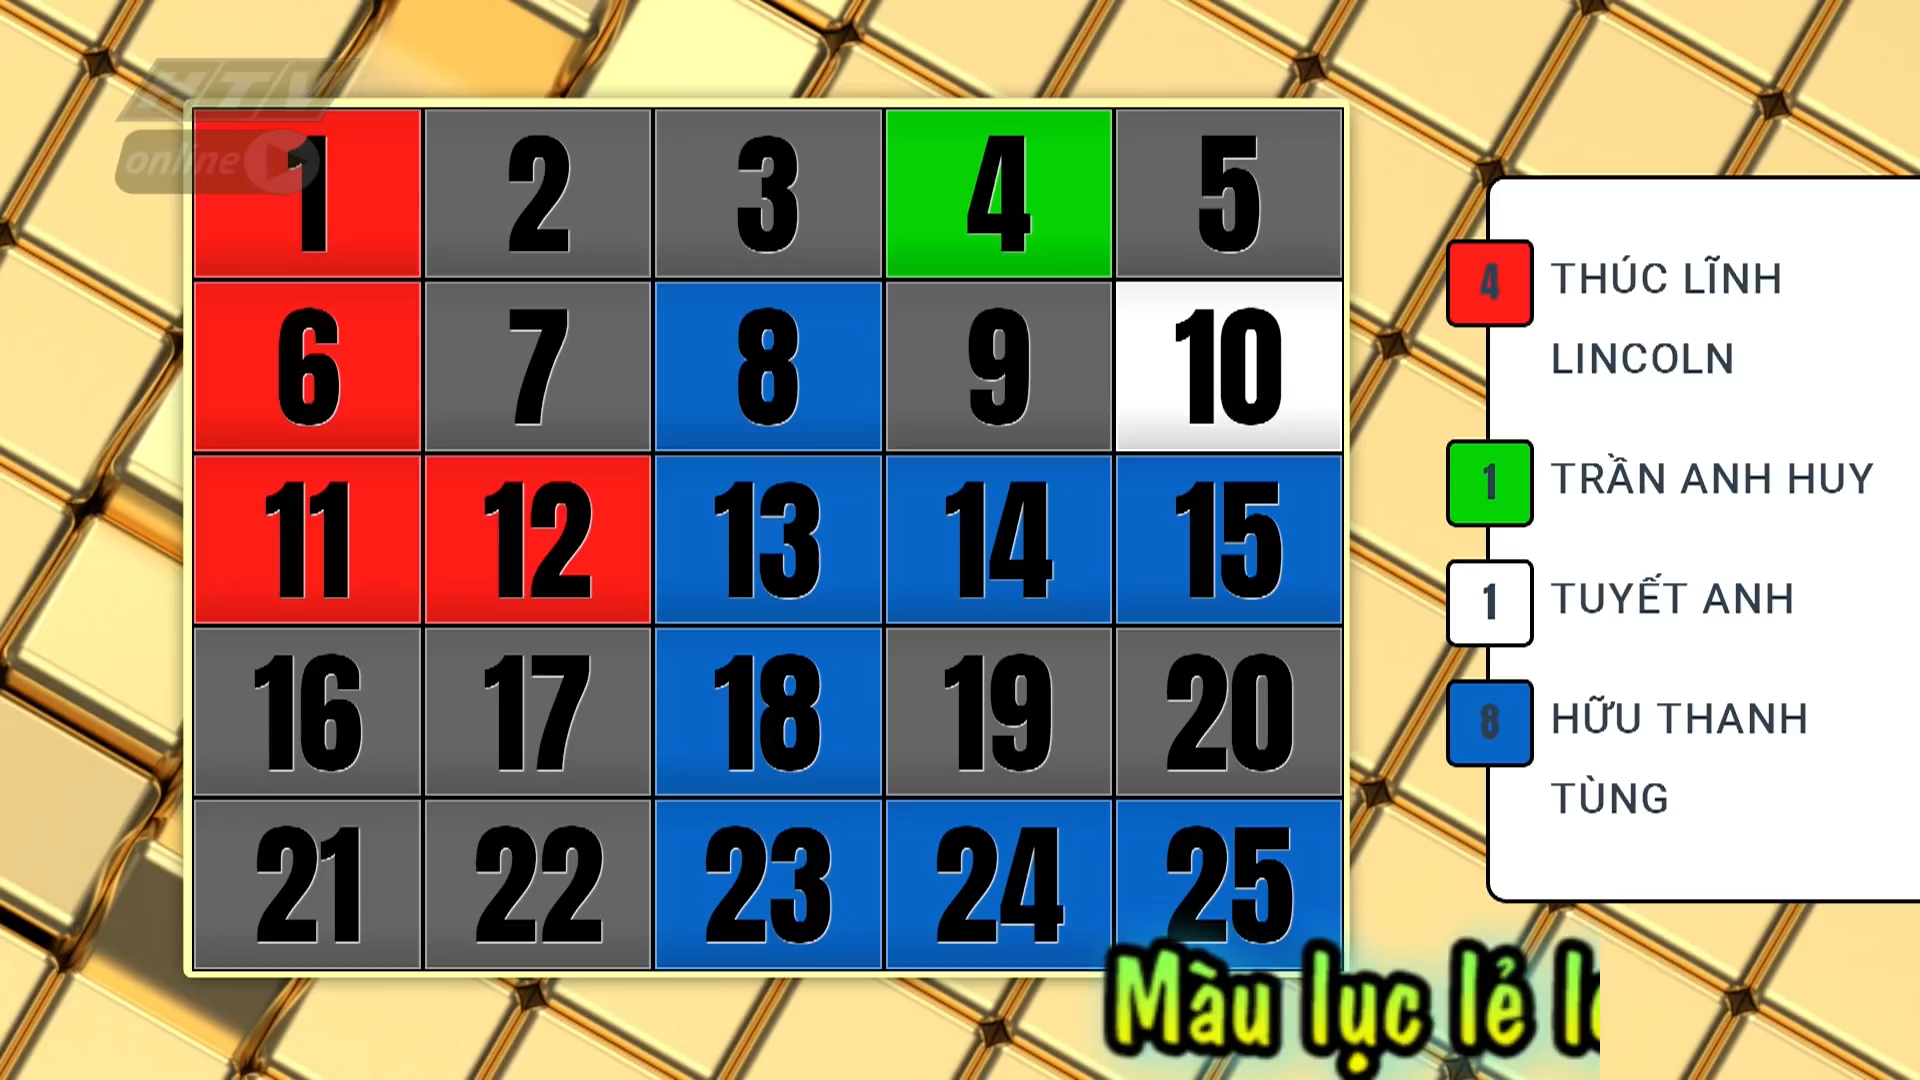 HTV
online
1 2 3 4 5
6 7 8 9 10
11 12 13 14 15
16 17 18 19 20
21 22 23 24 25
4 THÚC LĨNH
LINCOLN
1 TRẦN ANH HUY
1 TUYẾT ANH
8 HỮU THANH
TÙNG
Màu lục lẻ